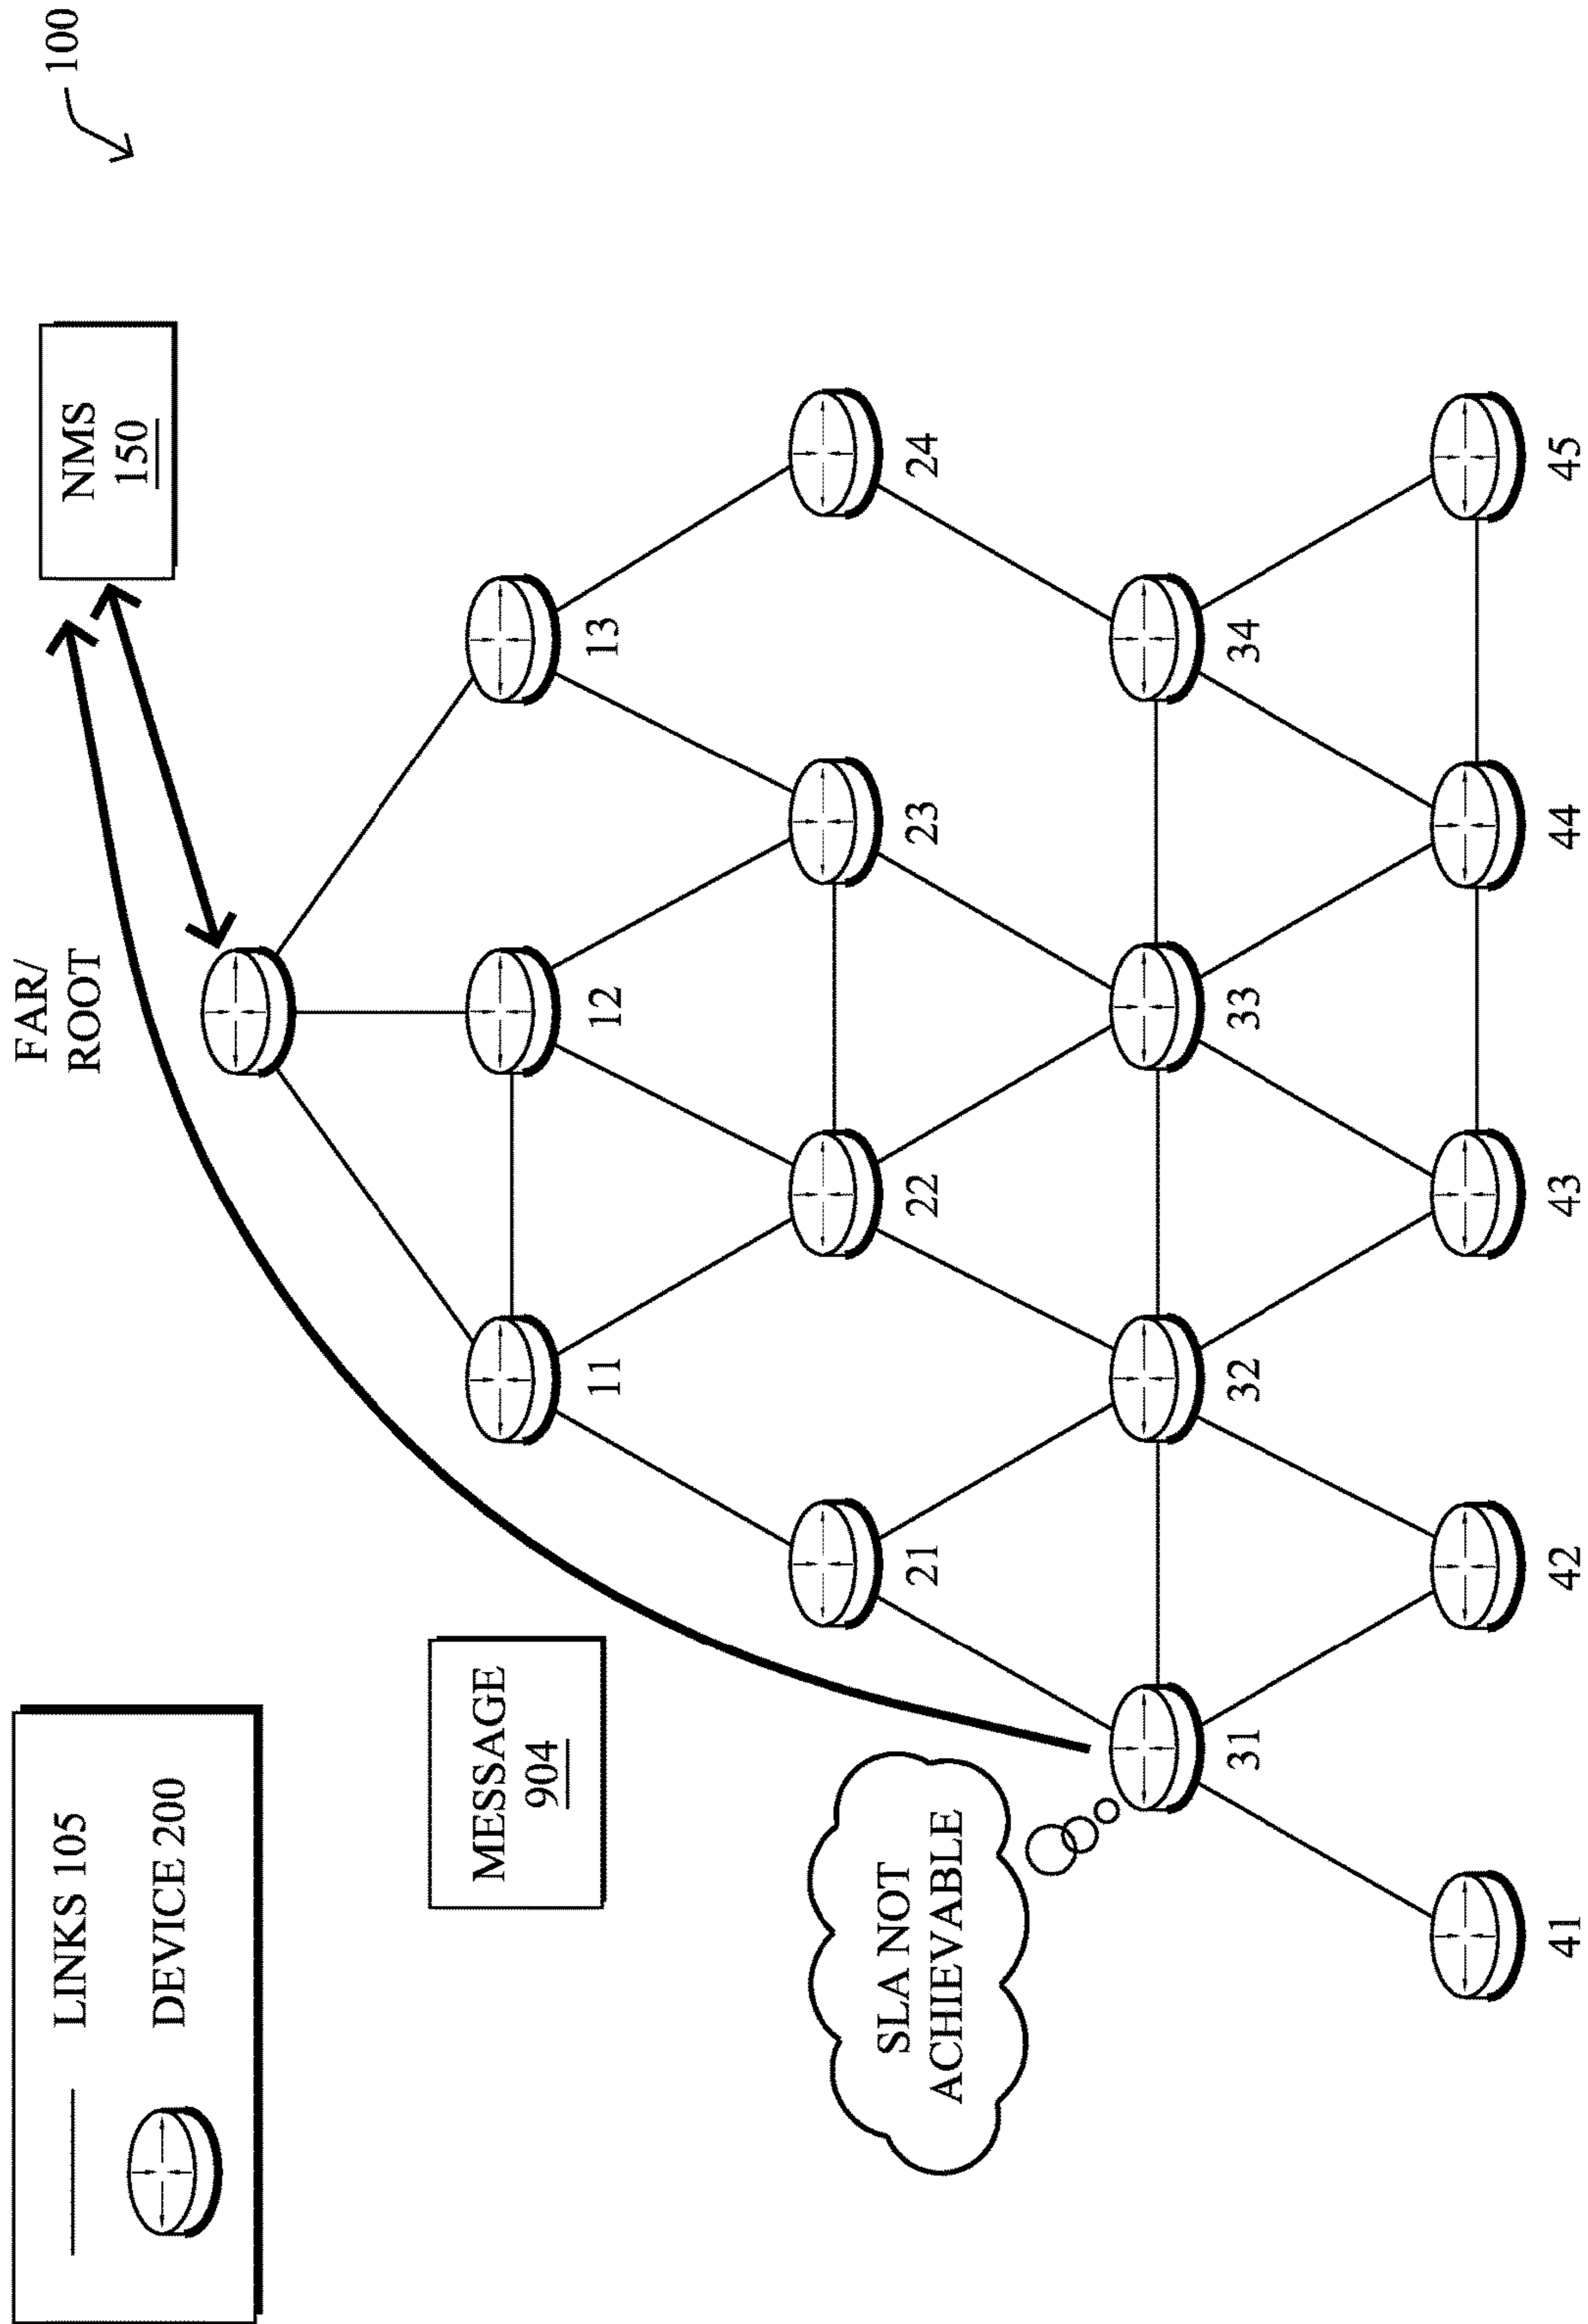 LINKS 105
DEVICE 200
FAR/
ROOT
NMS
150
100
MESSAGE
904
SLA NOT
ACHIEVABLE
11
12
13
21
22
23
24
31
32
33
34
41
42
43
44
45